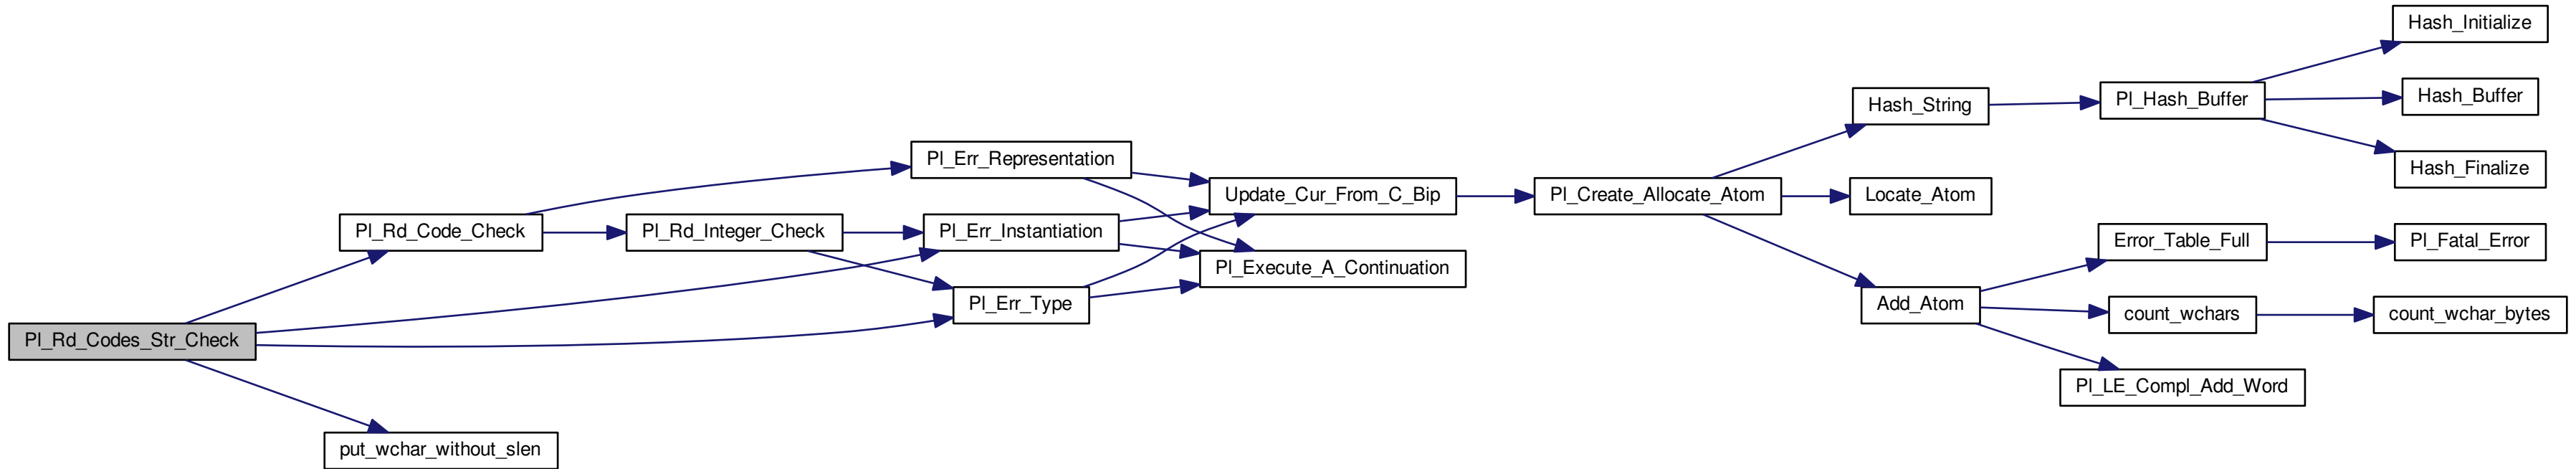 Pl_Rd_Codes_Str_Check
Pl_Rd_Code_Check
put_wchar_without_slen
Pl_Rd_Integer_Check
Pl_Err_Representation
Pl_Err_Instantiation
Pl_Err_Type
Update_Cur_From_C_Bip
Pl_Execute_A_Continuation
Pl_Create_Allocate_Atom
Hash_String
Locate_Atom
Add_Atom
Pl_Hash_Buffer
Error_Table_Full
count_wchars
Pl_LE_Compl_Add_Word
Hash_Initialize
Hash_Buffer
Hash_Finalize
Pl_Fatal_Error
count_wchar_bytes